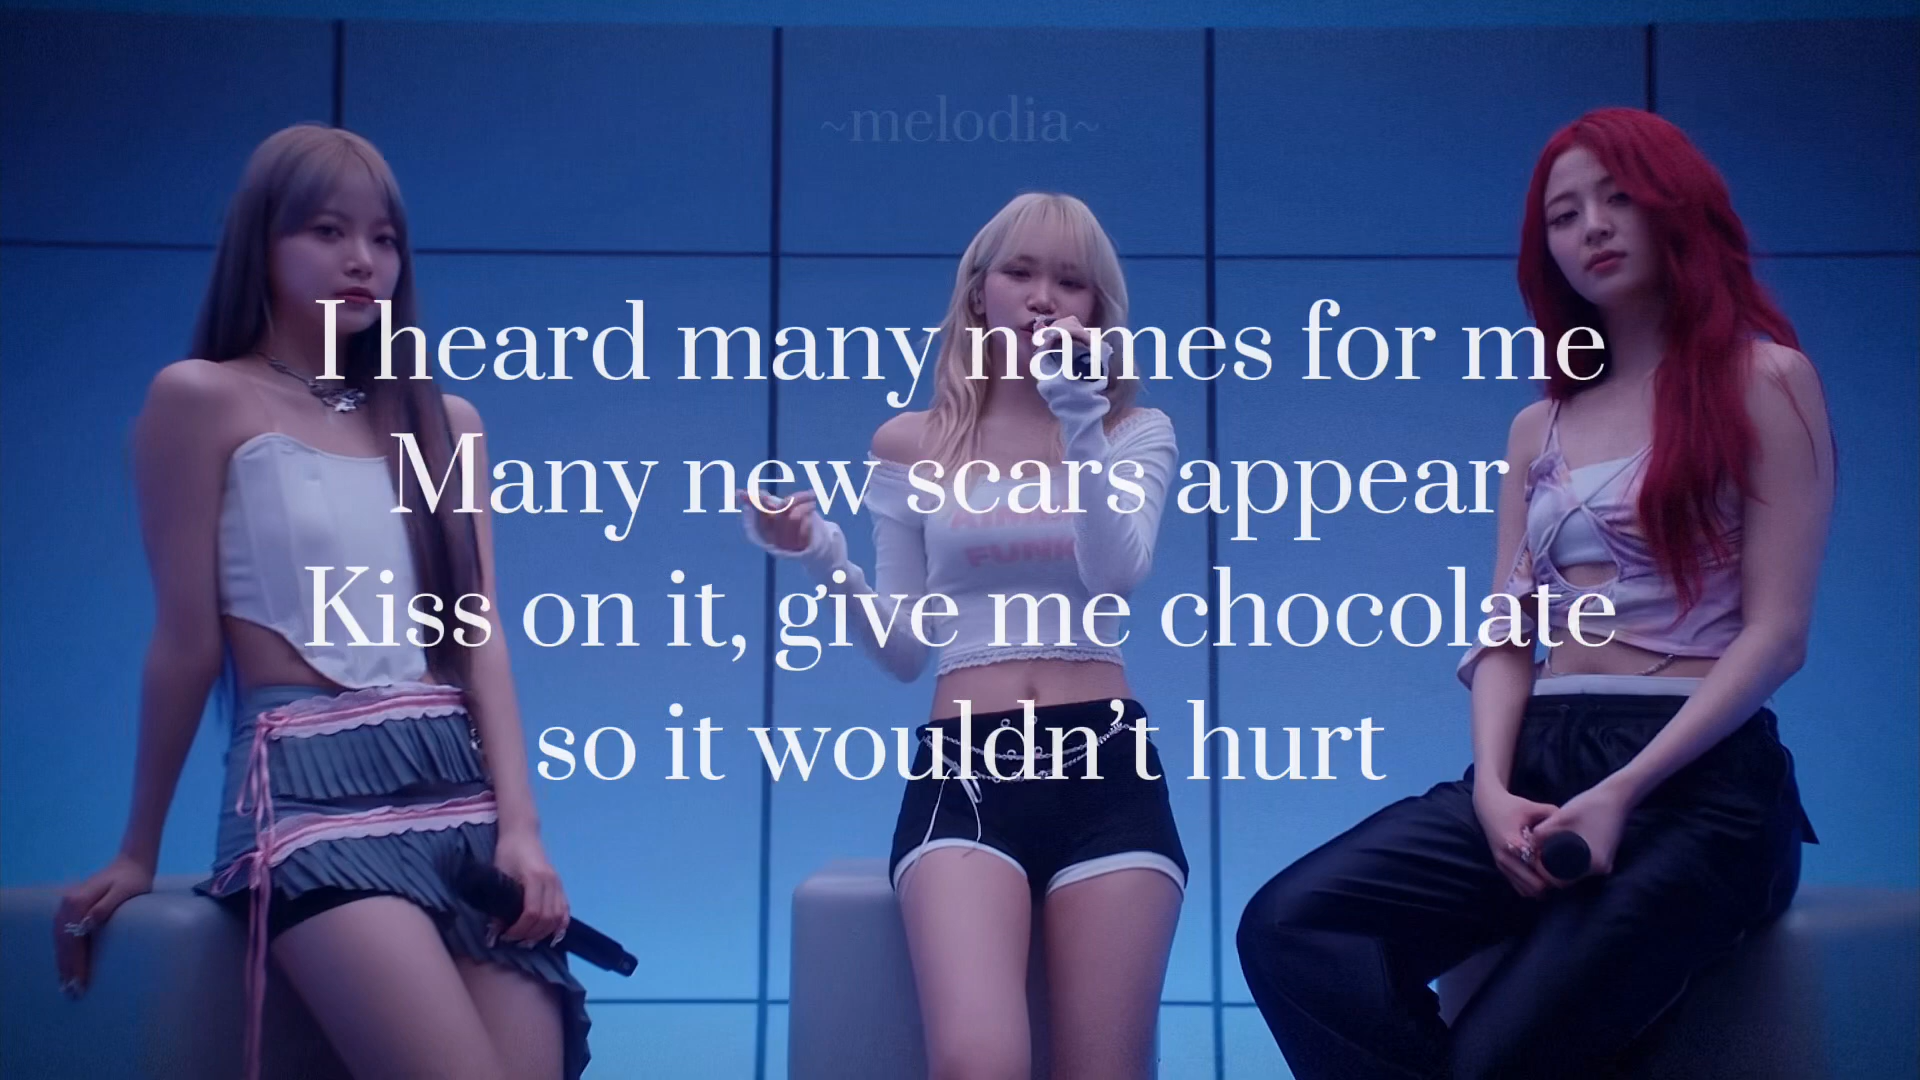 ~melodia~
I heard many names for me
Many new scars appear
FUNK
Kiss on it, give me chocolate
so it wouldn't hurt